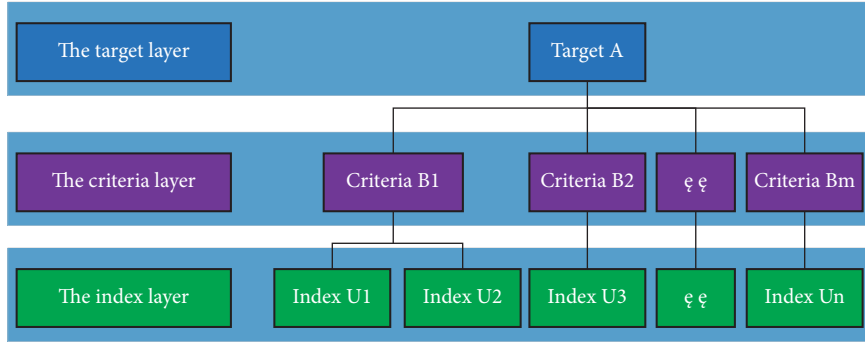 The target layer
Target A
The criteria layer
Criteria B1
Criteria B2
ę ę
Criteria Bm
The index layer
Index U1
Index U2
Index U3
ę ę
Index Un